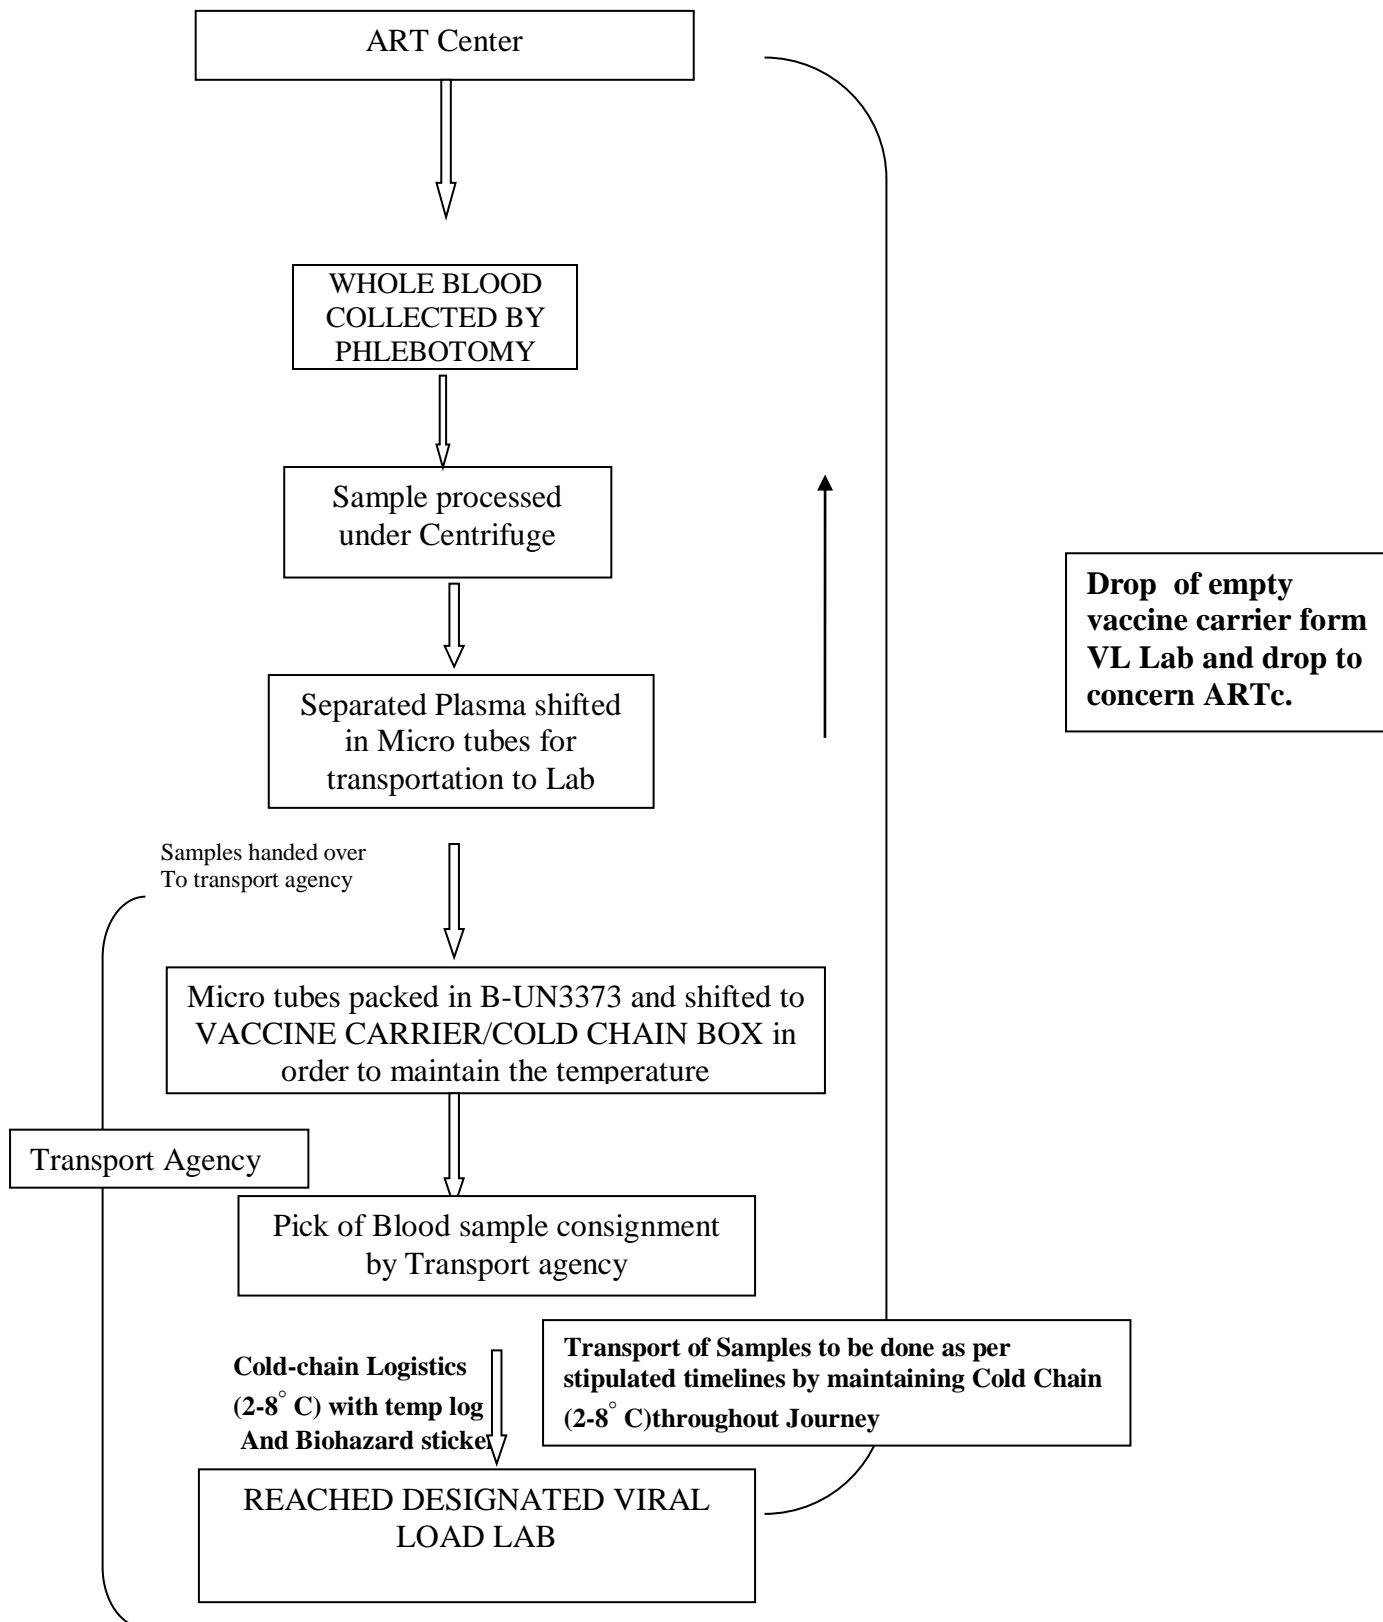 ART Center
WHOLE BLOOD
COLLECTED BY
PHLEBOTOMY
Sample processed
under Centrifuge
Drop  of empty
vaccine carrier form
VL Lab and drop to
concern ARTc.
Separated Plasma shifted
in Micro tubes for
transportation to Lab
Samples handed over
To transport agency
Micro tubes packed in B-UN3373 and shifted to
VACCINE CARRIER/COLD CHAIN BOX in
order to maintain the temperature
Transport Agency
Pick of Blood sample consignment
by Transport agency
Cold-chain Logistics
(2-8° C) with temp log
And Biohazard sticker
Transport of Samples to be done as per
stipulated timelines by maintaining Cold Chain
(2-8° C)throughout Journey
REACHED DESIGNATED VIRAL
LOAD LAB